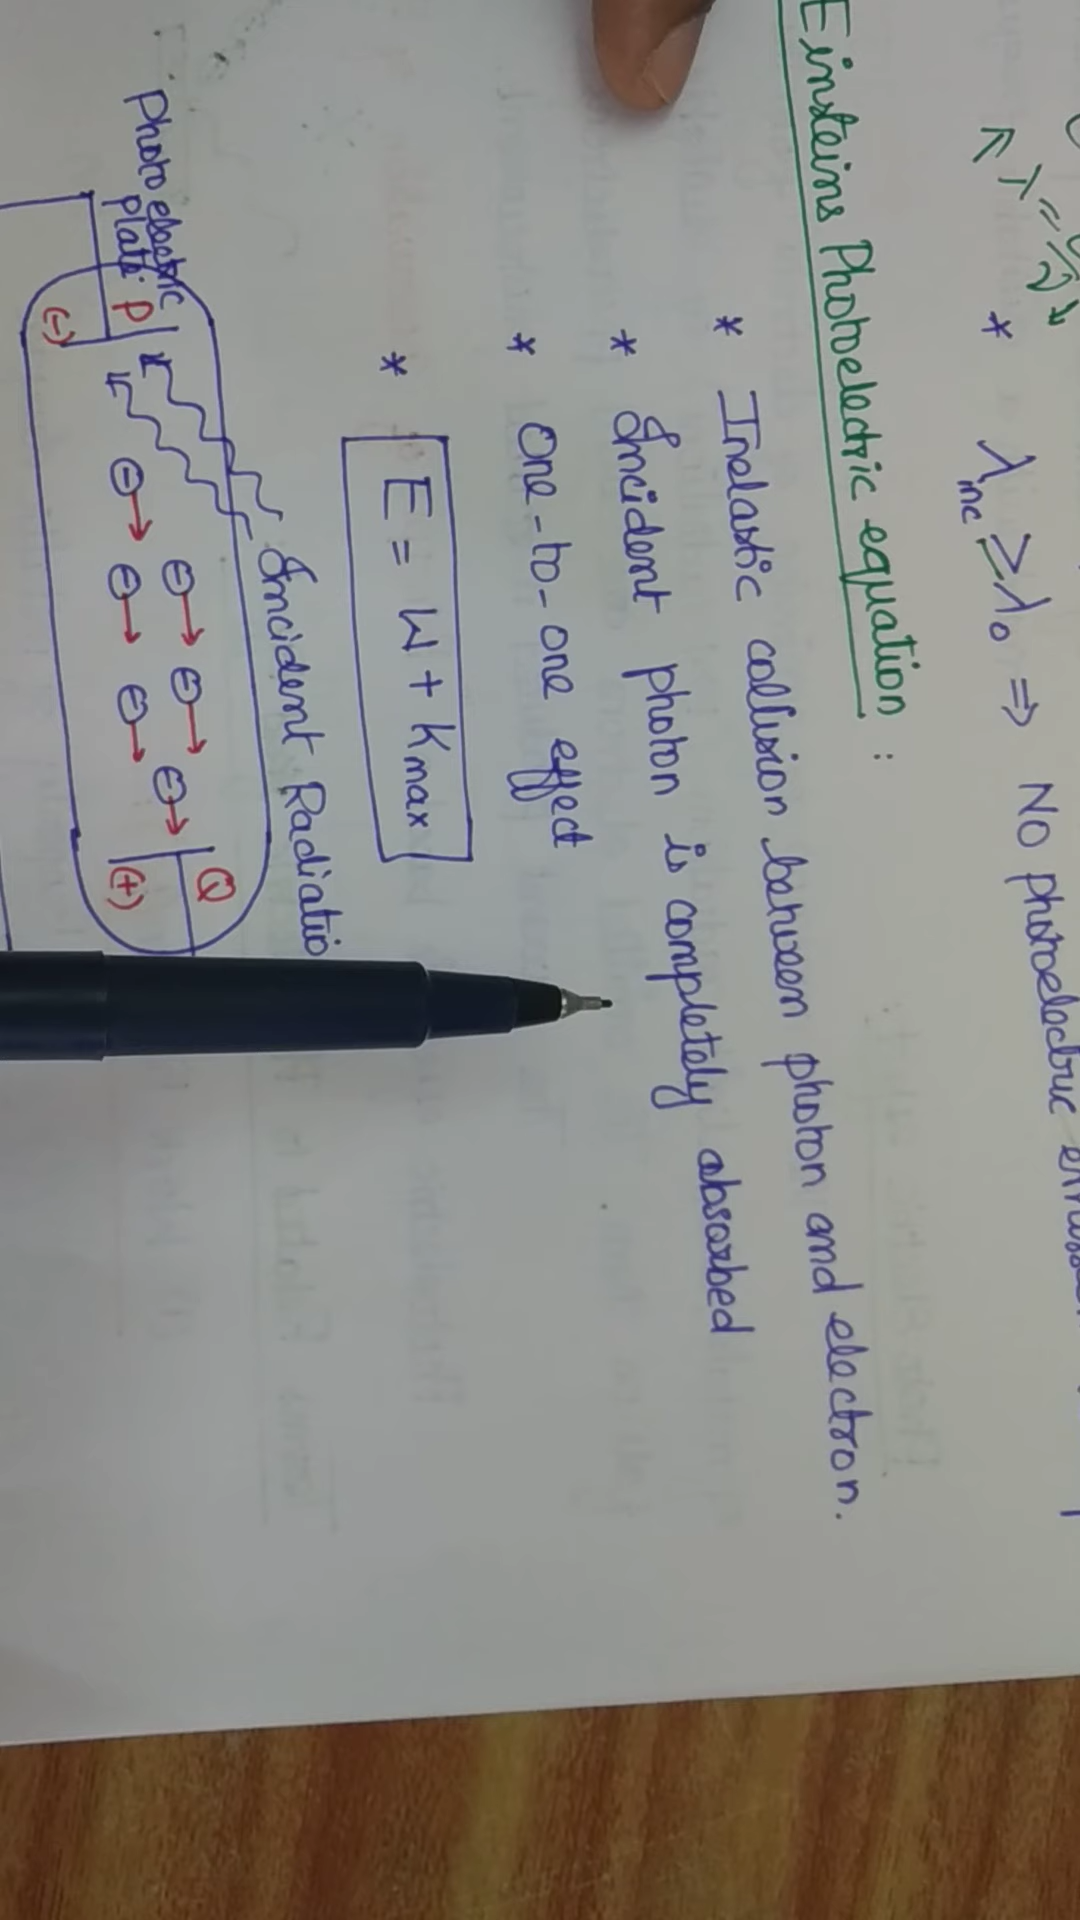 λ =
* λinc ≥ λ₀ ⇒ No photoelectric
Einsteins Photoelectric equation :
* Inelastic collision between photon and electron.
* Incident photon is completely absorbed
* One-to-one effect
* E = W + Kmax
Incident Radiatio
Photo electric
plate
P
Q
(-)
(+)